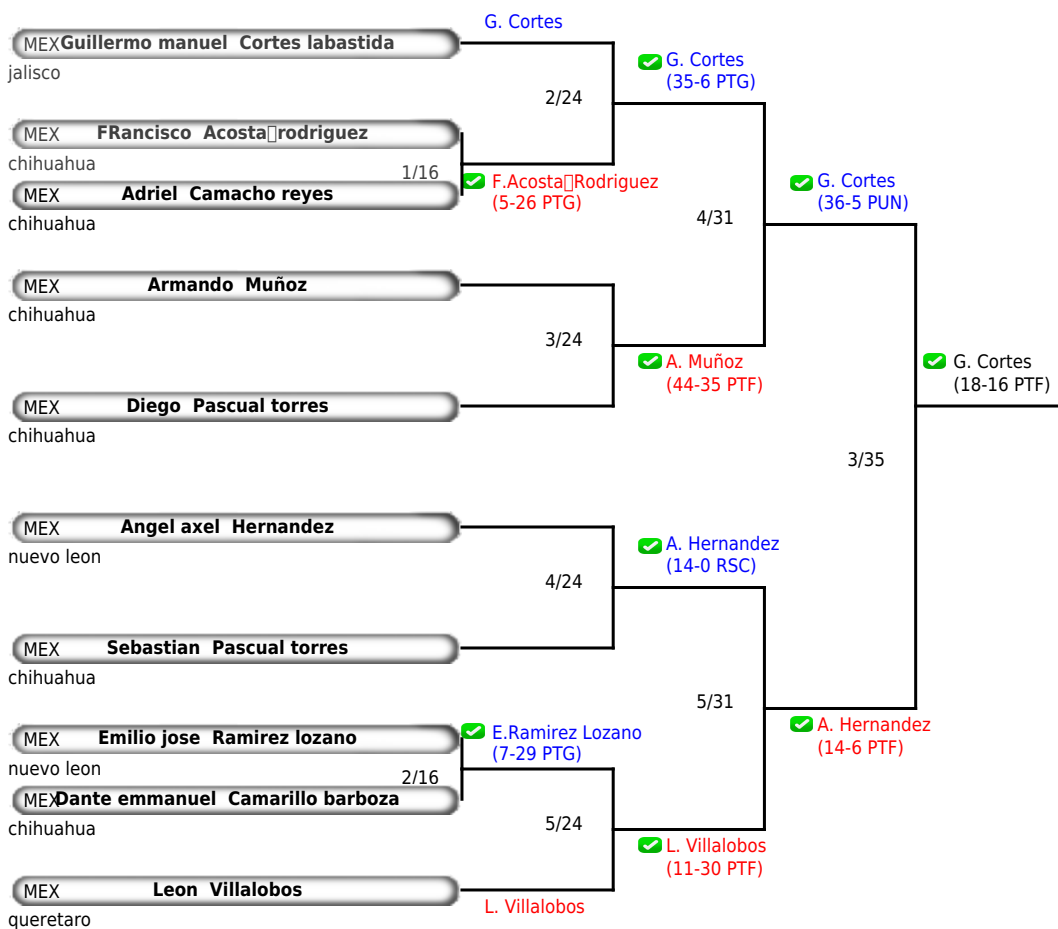 G. Cortes
MEX Guillermo manuel Cortes labastida
jalisco
G. Cortes
(35-6 PTG)
2/24
MEX FRancisco Acosta▯rodriguez
chihuahua
1/16
MEX Adriel Camacho reyes
chihuahua
F.Acosta▯Rodriguez
(5-26 PTG)
G. Cortes
(36-5 PUN)
4/31
MEX Armando Muñoz
chihuahua
3/24
A. Muñoz
(44-35 PTF)
G. Cortes
(18-16 PTF)
MEX Diego Pascual torres
chihuahua
3/35
MEX Angel axel Hernandez
nuevo leon
A. Hernandez
(14-0 RSC)
4/24
MEX Sebastian Pascual torres
chihuahua
5/31
MEX Emilio jose Ramirez lozano
nuevo leon
E.Ramirez Lozano
(7-29 PTG)
A. Hernandez
(14-6 PTF)
2/16
MEX Dante emmanuel Camarillo barboza
chihuahua
5/24
L. Villalobos
(11-30 PTF)
MEX Leon Villalobos
queretaro
L. Villalobos